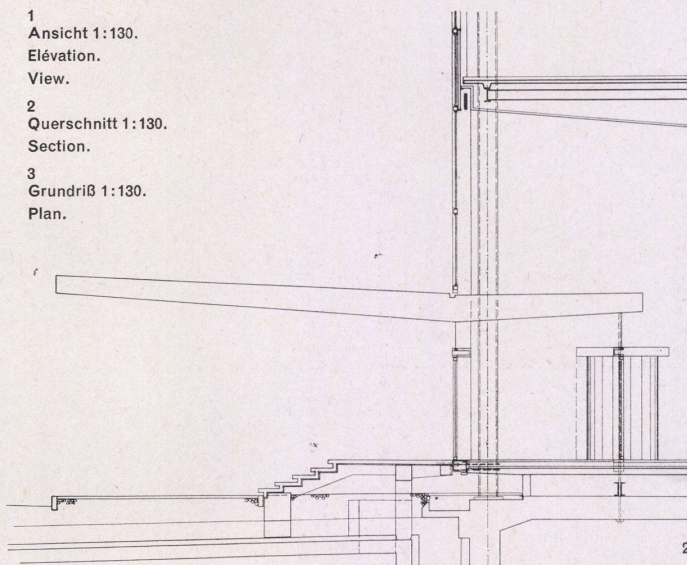 1
Ansicht 1:130.
Elévation.
View.
2
Querschnitt 1:130.
Section.
3
Grundriß 1:130.
Plan.
2